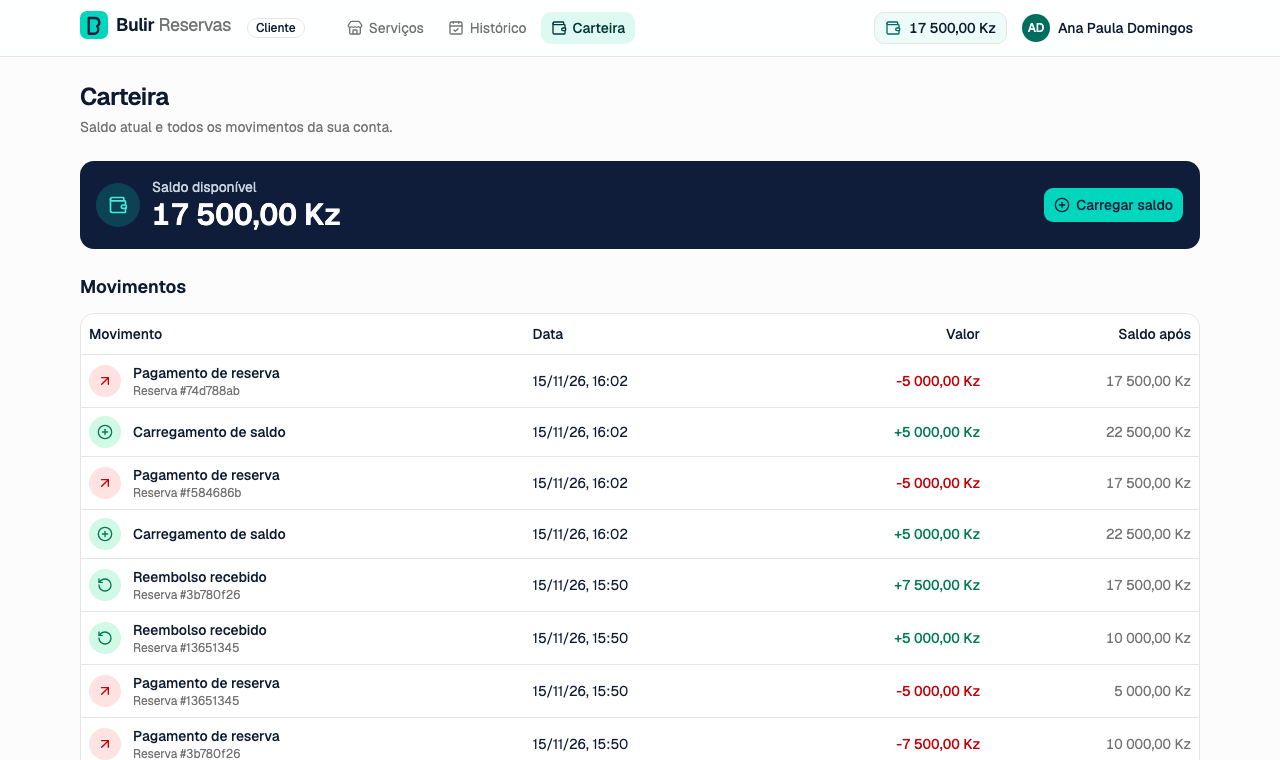 Bulir Reservas Cliente Serviços Histórico Carteira 17 500,00 Kz AD Ana Paula Domingos
Carteira
Saldo atual e todos os movimentos da sua conta.
Saldo disponível
17 500,00 Kz
Carregar saldo
Movimentos
Movimento Data Valor Saldo após
Pagamento de reserva 15/11/26, 16:02 -5 000,00 Kz 17 500,00 Kz
Reserva #74d788ab
Carregamento de saldo 15/11/26, 16:02 +5 000,00 Kz 22 500,00 Kz
Pagamento de reserva 15/11/26, 16:02 -5 000,00 Kz 17 500,00 Kz
Reserva #f584686b
Carregamento de saldo 15/11/26, 16:02 +5 000,00 Kz 22 500,00 Kz
Reembolso recebido 15/11/26, 15:50 +7 500,00 Kz 17 500,00 Kz
Reserva #3b780f26
Reembolso recebido 15/11/26, 15:50 +5 000,00 Kz 10 000,00 Kz
Reserva #13651345
Pagamento de reserva 15/11/26, 15:50 -5 000,00 Kz 5 000,00 Kz
Reserva #13651345
Pagamento de reserva 15/11/26, 15:50 -7 500,00 Kz 10 000,00 Kz
Reserva #3b780f26